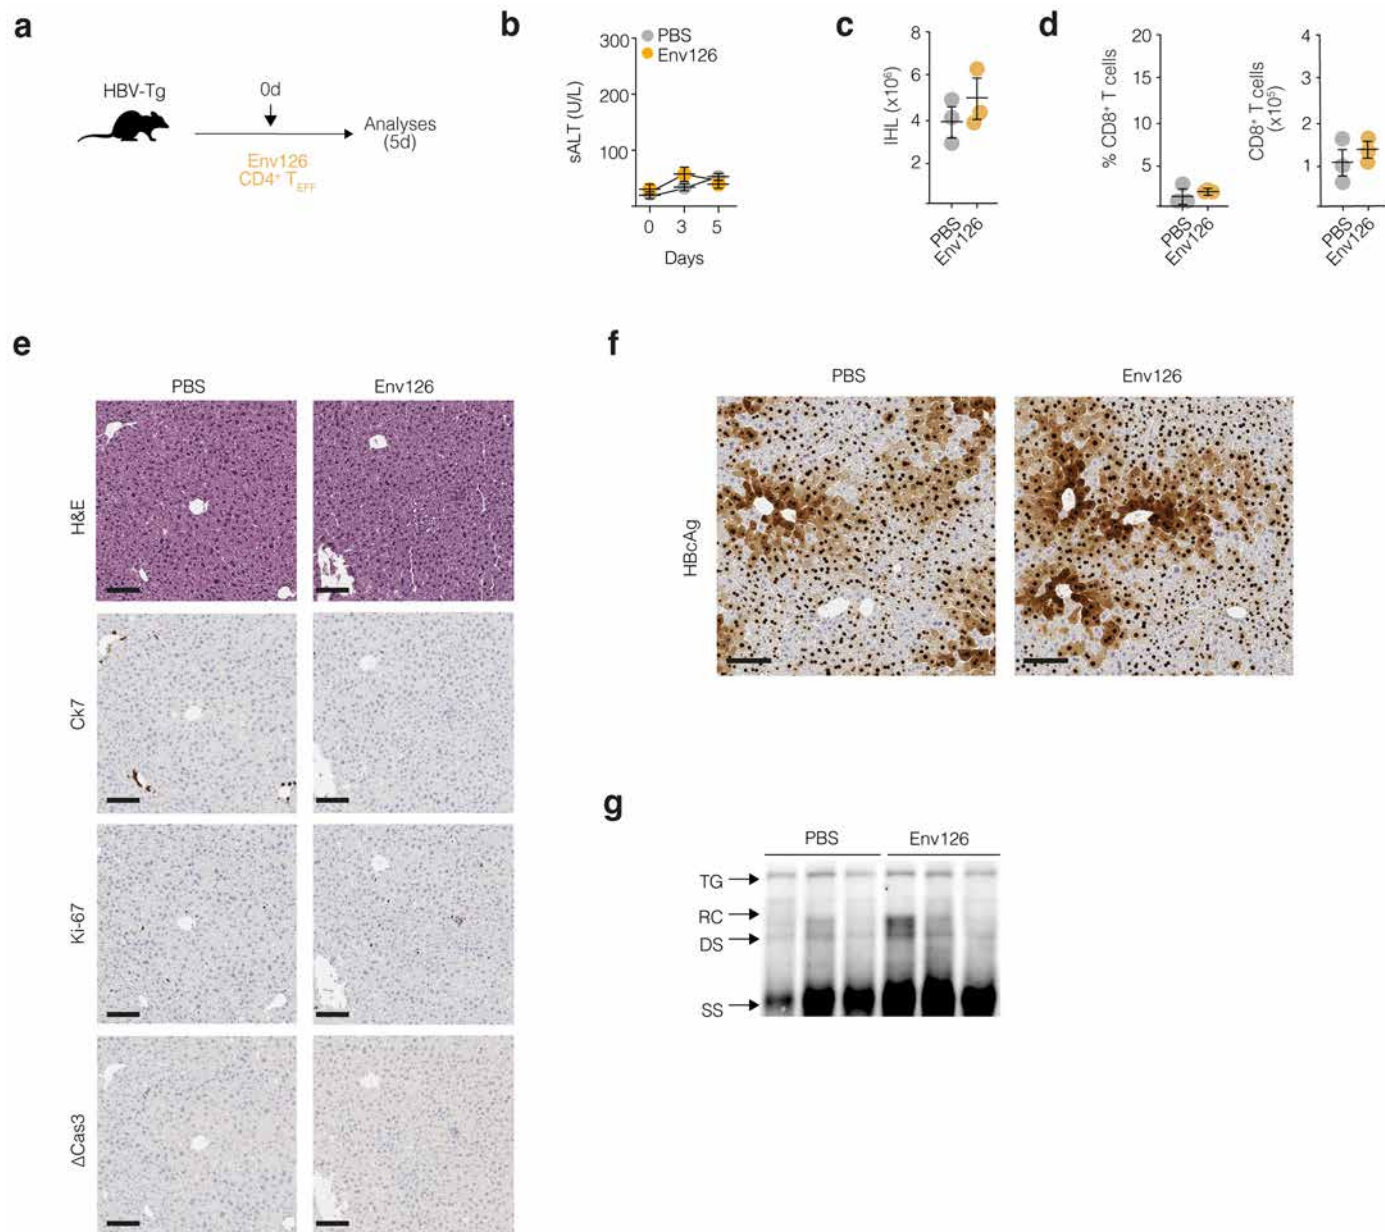 a
HBV-Tg
0d
Env126
CD4⁺ T_EFF
Analyses
(5d)
b
PBS
Env126
sALT (U/L)
300
200
100
0
3
5
Days
c
IHL (x10⁶)
8
6
4
2
PBS
Env126
d
% CD8⁺ T cells
20
15
10
5
PBS
Env126
CD8⁺ T cells
(x10⁵)
4
3
2
1
PBS
Env126
e
PBS
Env126
H&E
Ck7
Ki-67
ΔCas3
f
PBS
Env126
HBcAg
g
PBS
Env126
TG
RC
DS
SS